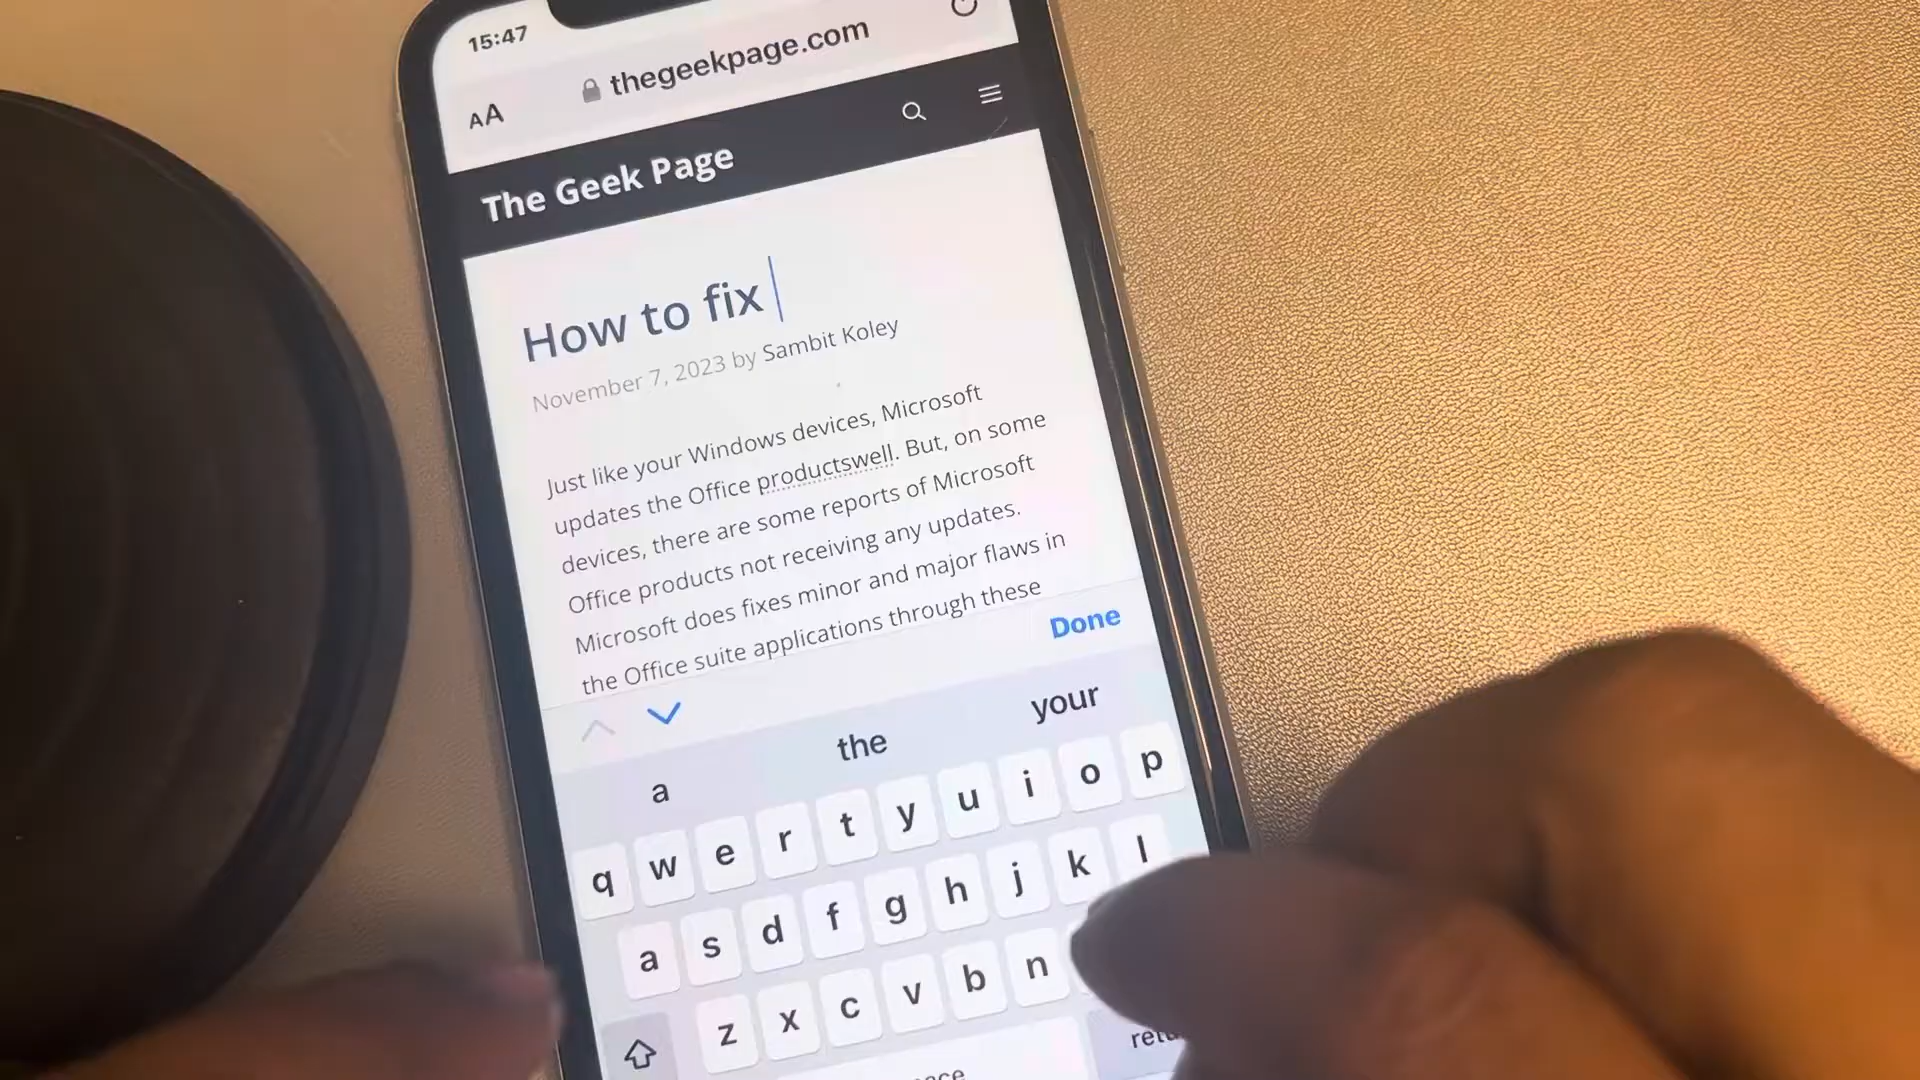 15:47
AA thegeekpage.com
The Geek Page
How to fix
November 7, 2023 by Sambit Koley
Just like your Windows devices, Microsoft
updates the Office productswell. But, on some
devices, there are some reports of Microsoft
Office products not receiving any updates.
Microsoft does fixes minor and major flaws in
the Office suite applications through these
Done
a the your
q w e r t y u i o p
a s d f g h j k l
z x c v b n